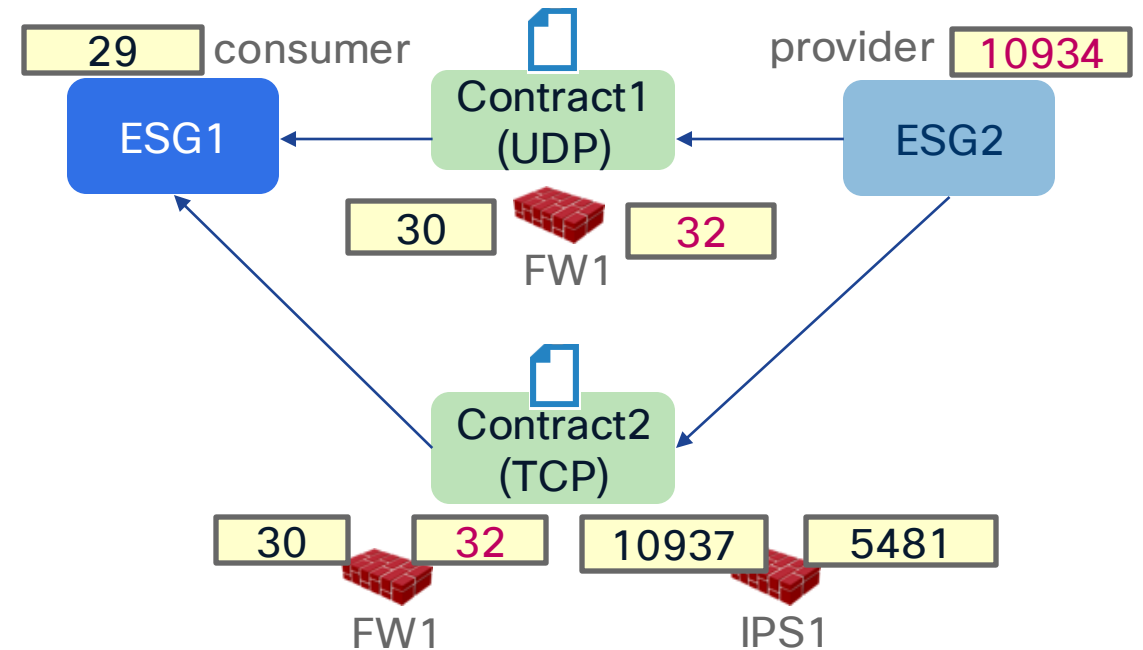 29
consumer
provider
10934
ESG1
Contract1
(UDP)
ESG2
30
32
FW1
Contract2
(TCP)
30
32
10937
5481
FW1
IPS1